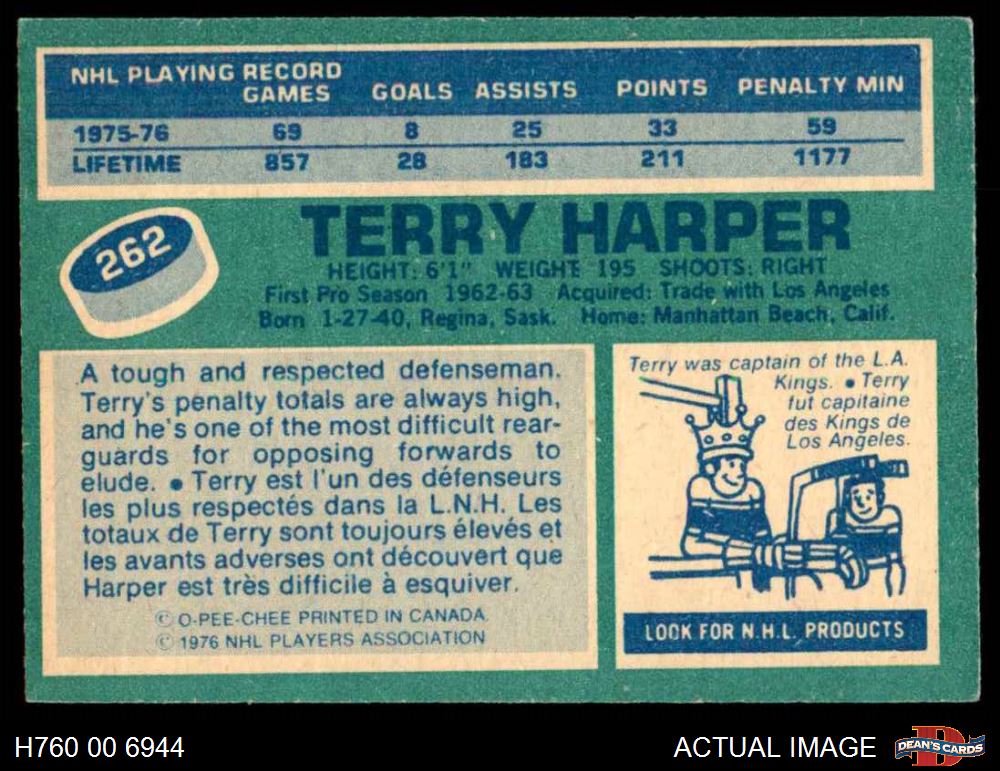 NHL PLAYING RECORD
GAMES GOALS ASSISTS POINTS PENALTY MIN
1975-76 69 8 25 33 59
LIFETIME 857 28 183 211 1177
262
TERRY HARPER
HEIGHT: 6'1" WEIGHT 195 SHOOTS: RIGHT
First Pro Season 1962-63 Acquired: Trade with Los Angeles
Born 1-27-40, Regina, Sask. Home: Manhattan Beach, Calif.
A tough and respected defenseman.
Terry's penalty totals are always high,
and he's one of the most difficult rear-
guards for opposing forwards to
elude. ● Terry est l'un des défenseurs
les plus respectés dans la L.N.H. Les
totaux de Terry sont toujours élevés et
les avants adverses ont découvert que
Harper est très difficile à esquiver.
© O-PEE-CHEE PRINTED IN CANADA.
© 1976 NHL PLAYERS ASSOCIATION
Terry was captain of the L.A.
Kings. ● Terry
fut capitaine
des Kings de
Los Angeles.
LOOK FOR N.H.L. PRODUCTS
H760 00 6944
ACTUAL IMAGE
D
DEAN'S CARDS